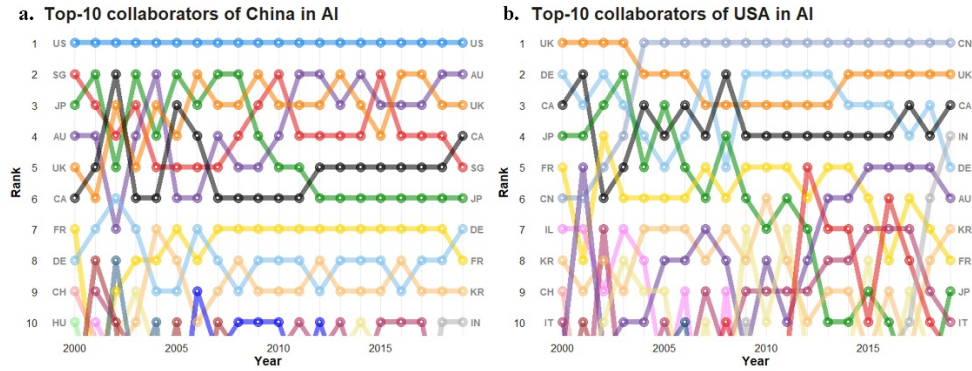 a. Top-10 collaborators of China in AI
Rank
1 US US
2 SG AU
3 JP UK
4 AU CA
5 UK SG
6 CA JP
7 FR DE
8 DE FR
9 CH KR
10 HU IN
2000 2005 2010 2015
Year
b. Top-10 collaborators of USA in AI
Rank
1 UK CN
2 DE UK
3 CA CA
4 JP IN
5 FR DE
6 CN AU
7 IL KR
8 KR FR
9 CH JP
10 IT IT
2000 2005 2010 2015
Year